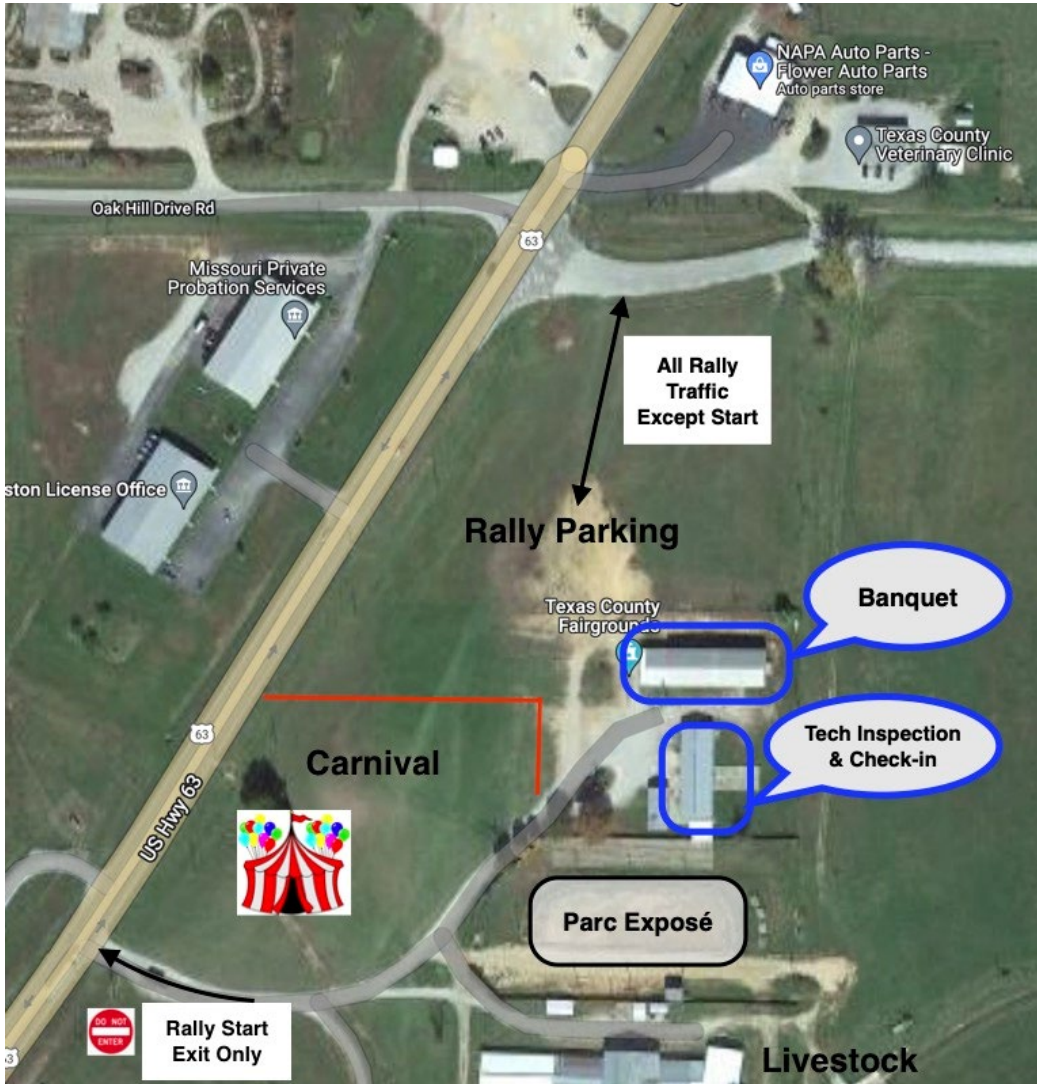 NAPA Auto Parts -
Flower Auto Parts
Auto parts store
Texas County
Veterinary Clinic
Oak Hill Drive Rd
63
Missouri Private
Probation Services
All Rally
Traffic
Except Start
ston License Office
Rally Parking
Banquet
Texas County
Fairgrounds
Tech Inspection
& Check-in
63
Carnival
US Hwy 63
Parc Exposé
DO NOT
ENTER
Rally Start
Exit Only
63
Livestock